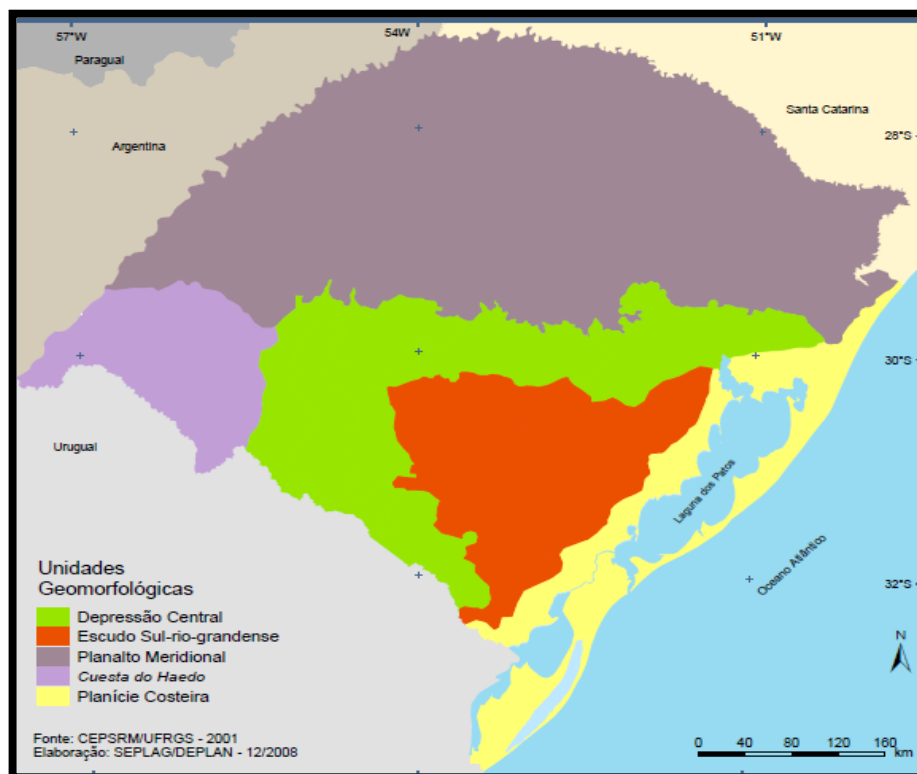 57°W
54W
51°W
Paragual
Santa Catarina
28°S
Argentina
30°S
Urugual
Laguna dos Patos
Oceano Atlântico
32°S
Unidades
Geomorfológicas
Depressão Central
Escudo Sul-rio-grandense
Planalto Meridional
Cuesta do Haedo
Planície Costeira
N
Fonte: CEPSRM/UFRGS - 2001
Elaboração: SEPLAG/DEPLAN - 12/2008
0 40 80 120 160
km